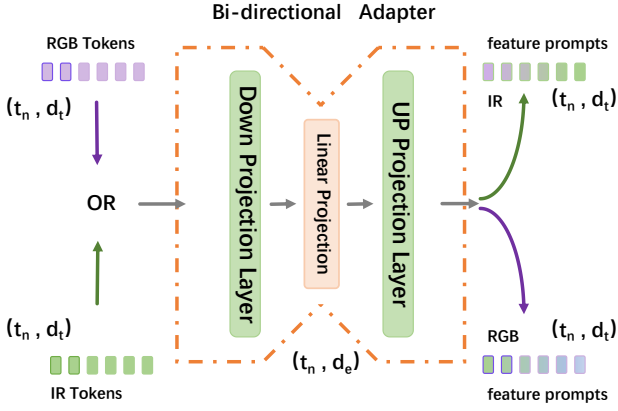 Bi-directional Adapter
RGB Tokens
(tn , dt)
OR
(tn , dt)
IR Tokens
Down Projection Layer
Linear Projection
UP Projection Layer
(tn , de)
feature prompts
IR
(tn , dt)
RGB
(tn , dt)
feature prompts